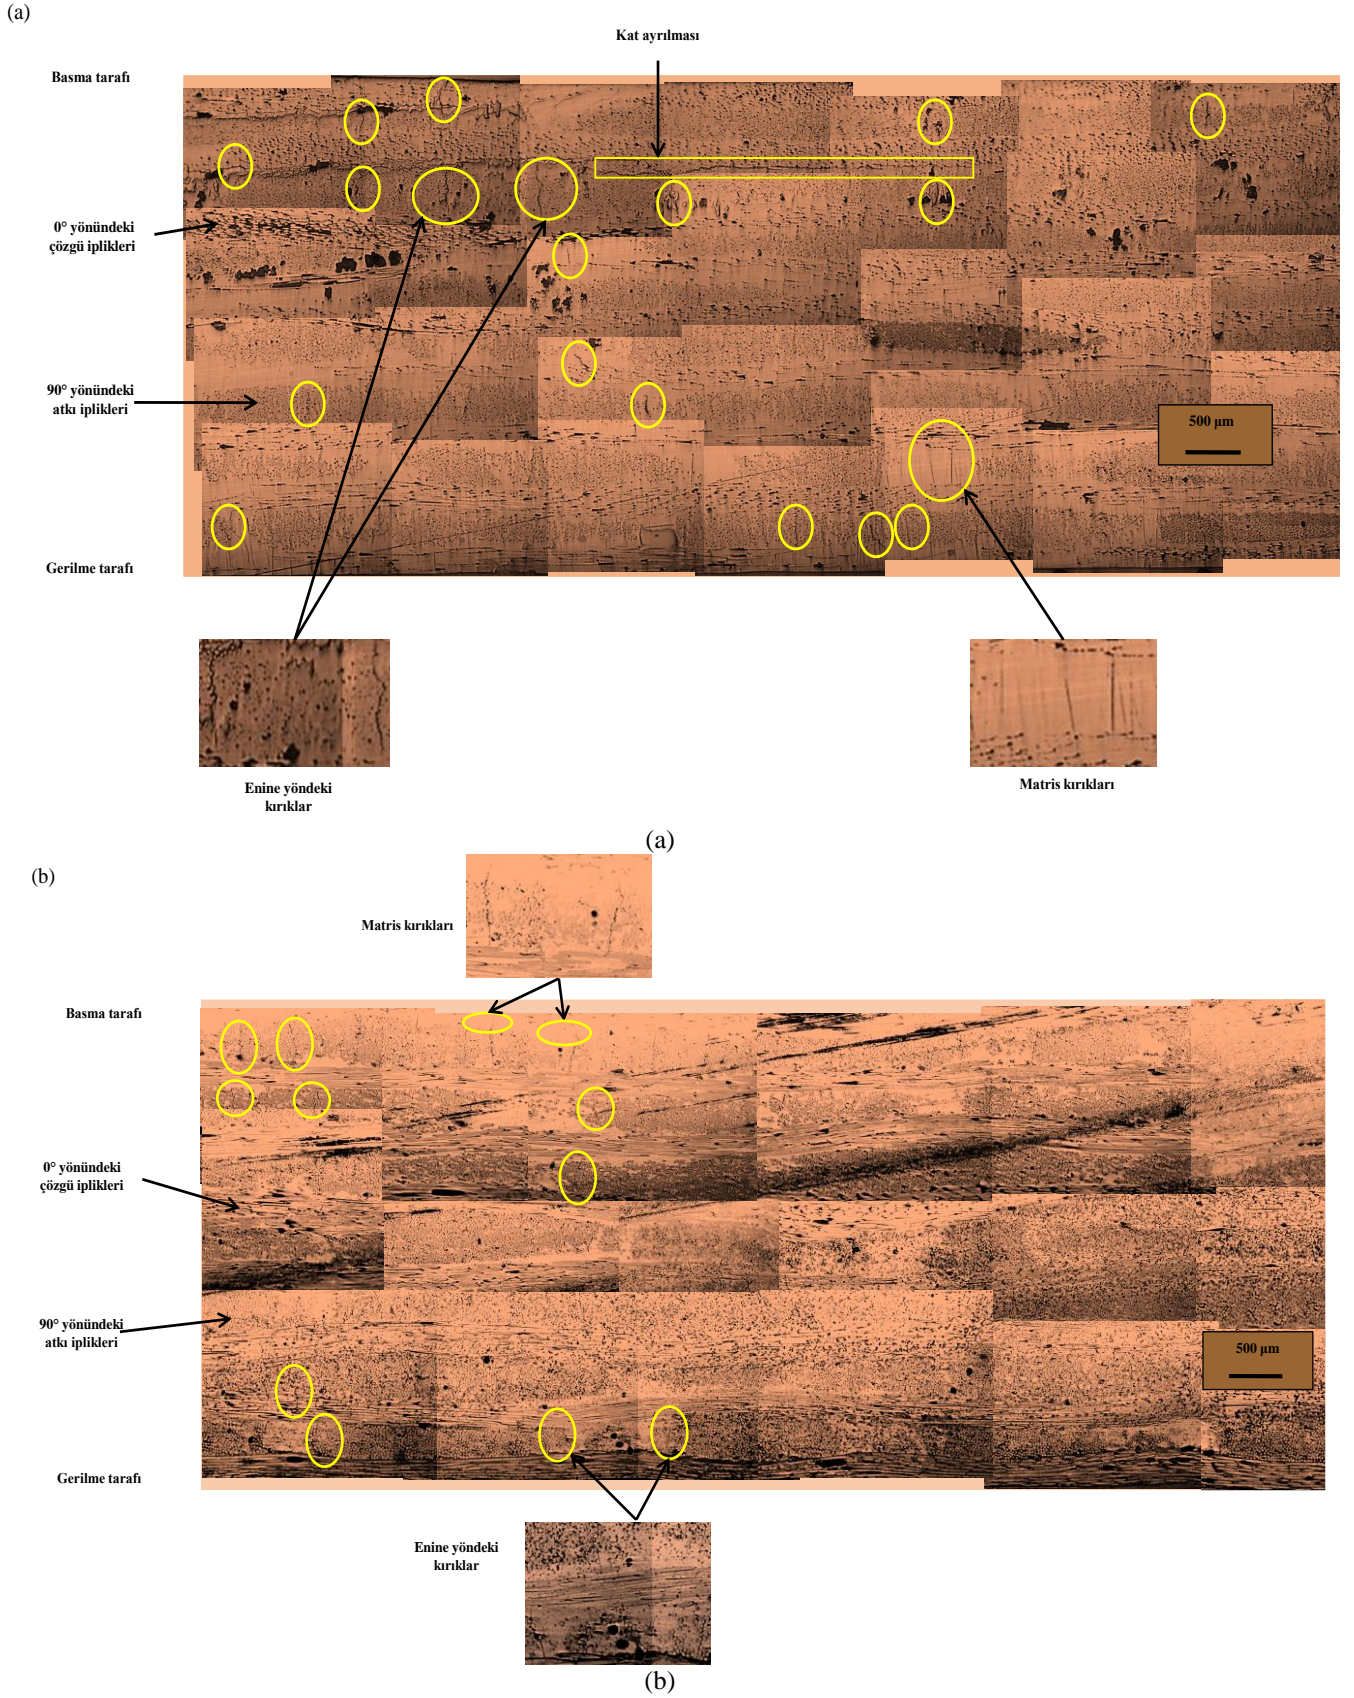 (a)
Kat ayrılması
Basma tarafı
0° yönündeki
çözgü iplikleri
90° yönündeki
atkı iplikleri
500 µm
Gerilme tarafı
Enine yöndeki
kırıklar
Matris kırıkları
(a)
(b)
Matris kırıkları
Basma tarafı
0° yönündeki
çözgü iplikleri
90° yönündeki
atkı iplikleri
500 µm
Gerilme tarafı
Enine yöndeki
kırıklar
(b)